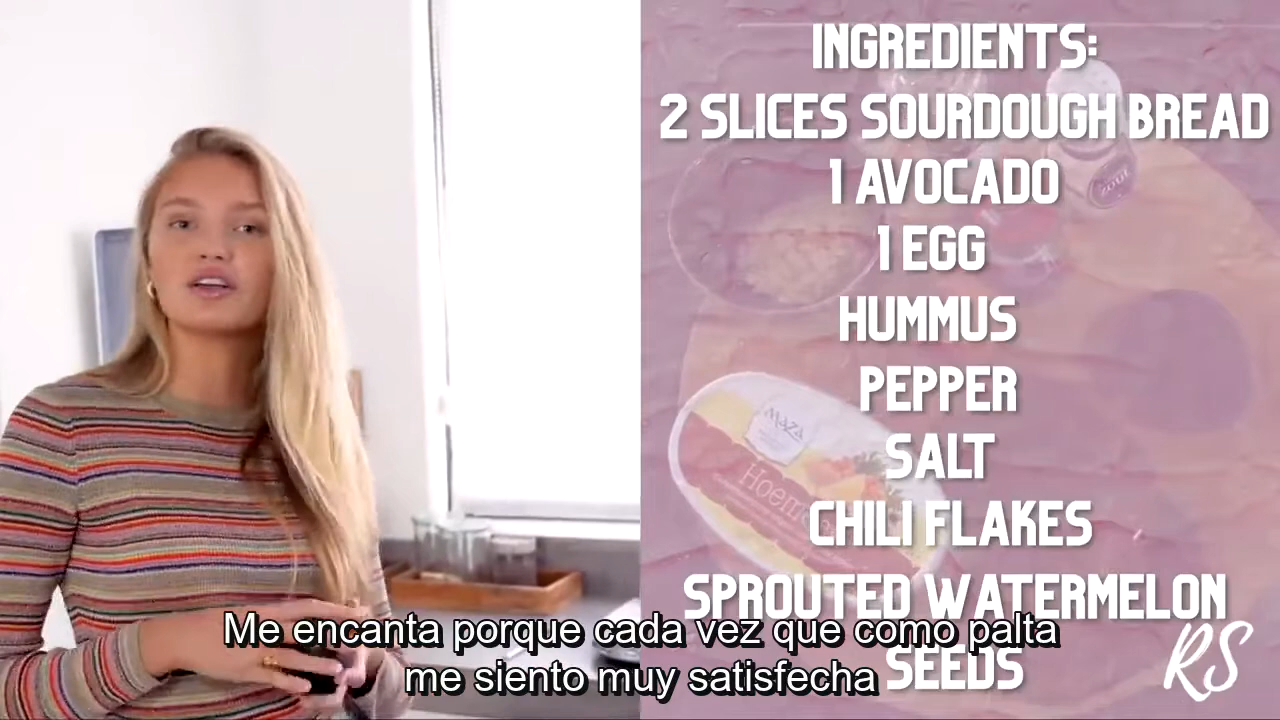 INGREDIENTS:
2 SLICES SOURDOUGH BREAD
1 AVOCADO
1 EGG
HUMMUS
PEPPER
SALT
CHILI FLAKES
SPROUTED WATERMELON
SEEDS
Me encanta porque cada vez que como palta
me siento muy satisfecha
RS
MAZA